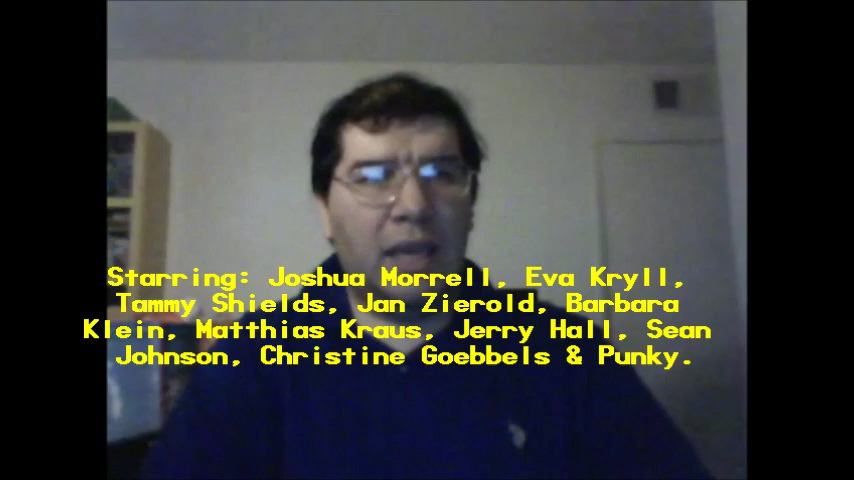 Starring: Joshua Morrell, Eva Kryll,
Tammy Shields, Jan Zierold, Barbara
Klein, Matthias Kraus, Jerry Hall, Sean
Johnson, Christine Goebbels & Punky.